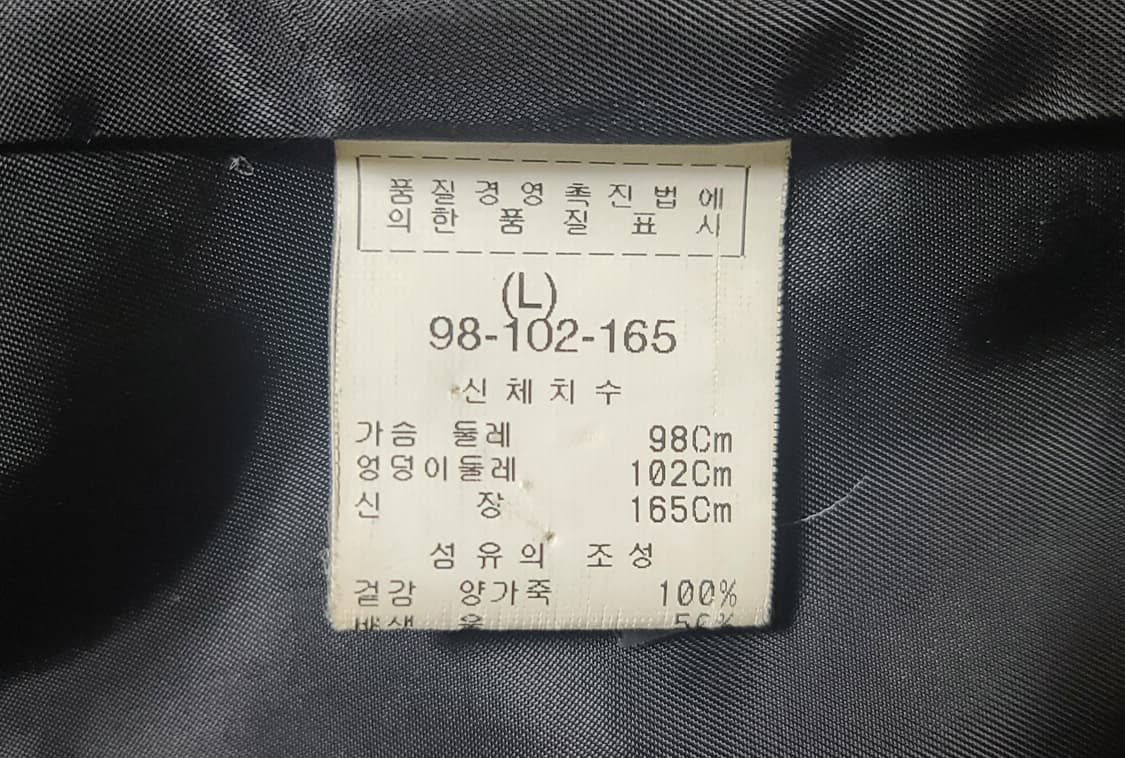 품질경영촉진법에
의한 품 질 표 시
(L)
98-102-165
신체치수
가슴 둘레 98Cm
엉덩이둘레 102Cm
신 장 165Cm
섬유의 조성
겉감 양가죽 100%